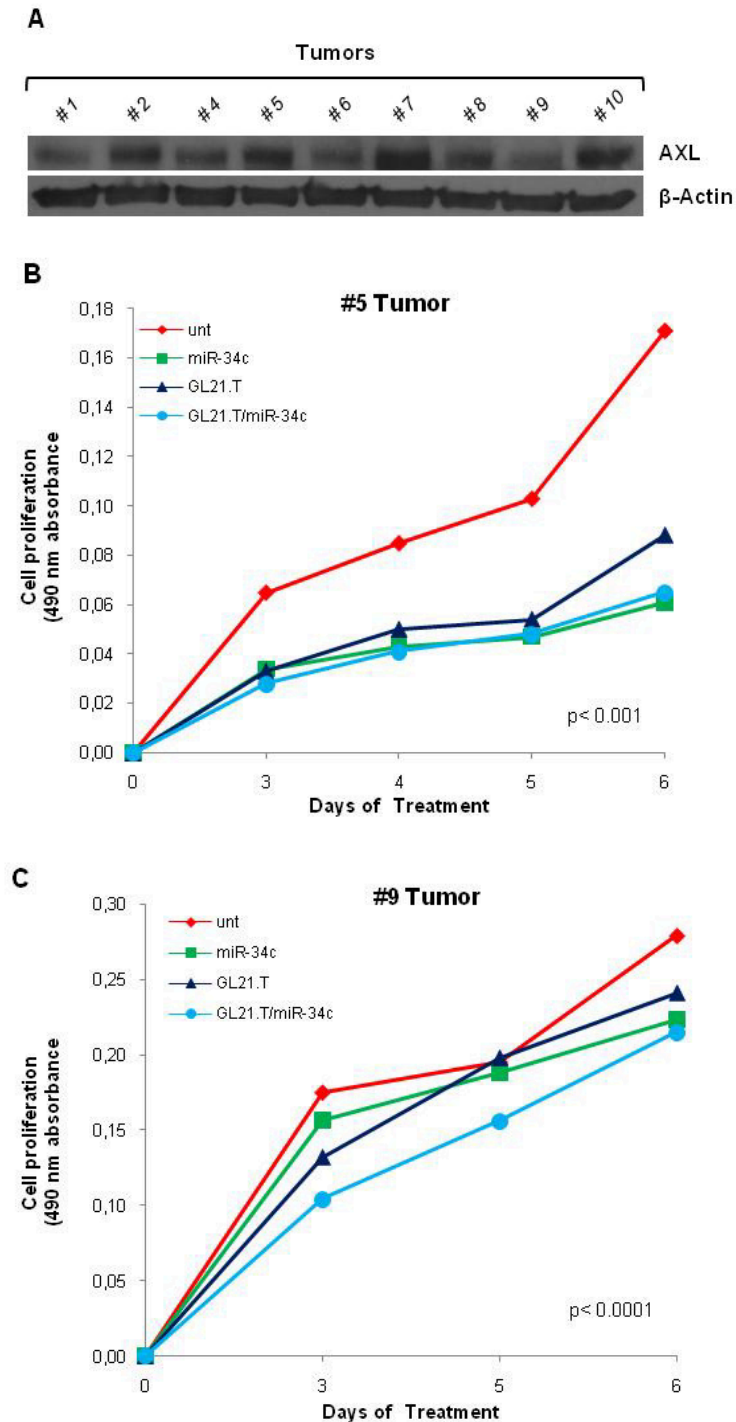 A
Tumors
#1 #2 #4 #5 #6 #7 #8 #9 #10
AXL
β-Actin
B
#5 Tumor
unt
miR-34c
GL21.T
GL21.T/miR-34c
Cell proliferation
(490 nm absorbance
0,18
0,16
0,14
0,12
0,10
0,08
0,06
0,04
0,02
0,00
p< 0.001
0 3 4 5 6
Days of Treatment
C
#9 Tumor
unt
miR-34c
GL21.T
GL21.T/miR-34c
Cell proliferation
(490 nm absorbance
0,30
0,25
0,20
0,15
0,10
0,05
0,00
p< 0.0001
0 3 5 6
Days of Treatment